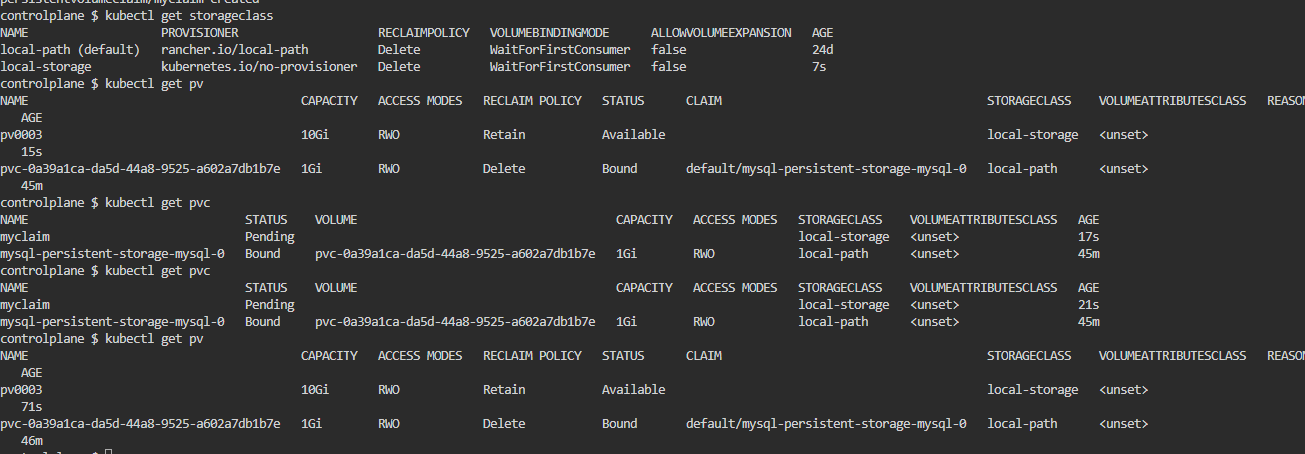 persistentvolumeclaim/myclaim created
controlplane $ kubectl get storageclass
NAME                   PROVISIONER                    RECLAIMPOLICY   VOLUMEBINDINGMODE      ALLOWVOLUMEEXPANSION   AGE
local-path (default)   rancher.io/local-path          Delete          WaitForFirstConsumer   false                  24d
local-storage          kubernetes.io/no-provisioner   Delete          WaitForFirstConsumer   false                  7s
controlplane $ kubectl get pv
NAME                                       CAPACITY   ACCESS MODES   RECLAIM POLICY   STATUS      CLAIM                                      STORAGECLASS    VOLUMEATTRIBUTESCLASS   REASON
   AGE
pv0003                                     10Gi       RWO            Retain           Available                                              local-storage   <unset>
   15s
pvc-0a39a1ca-da5d-44a8-9525-a602a7db1b7e   1Gi        RWO            Delete           Bound       default/mysql-persistent-storage-mysql-0   local-path      <unset>
   45m
controlplane $ kubectl get pvc
NAME                               STATUS    VOLUME                                     CAPACITY   ACCESS MODES   STORAGECLASS    VOLUMEATTRIBUTESCLASS   AGE
myclaim                            Pending                                                                        local-storage   <unset>                 17s
mysql-persistent-storage-mysql-0   Bound     pvc-0a39a1ca-da5d-44a8-9525-a602a7db1b7e   1Gi        RWO            local-path      <unset>                 45m
controlplane $ kubectl get pvc
NAME                               STATUS    VOLUME                                     CAPACITY   ACCESS MODES   STORAGECLASS    VOLUMEATTRIBUTESCLASS   AGE
myclaim                            Pending                                                                        local-storage   <unset>                 21s
mysql-persistent-storage-mysql-0   Bound     pvc-0a39a1ca-da5d-44a8-9525-a602a7db1b7e   1Gi        RWO            local-path      <unset>                 45m
controlplane $ kubectl get pv
NAME                                       CAPACITY   ACCESS MODES   RECLAIM POLICY   STATUS      CLAIM                                      STORAGECLASS    VOLUMEATTRIBUTESCLASS   REASON
   AGE
pv0003                                     10Gi       RWO            Retain           Available                                              local-storage   <unset>
   71s
pvc-0a39a1ca-da5d-44a8-9525-a602a7db1b7e   1Gi        RWO            Delete           Bound       default/mysql-persistent-storage-mysql-0   local-path      <unset>
   46m